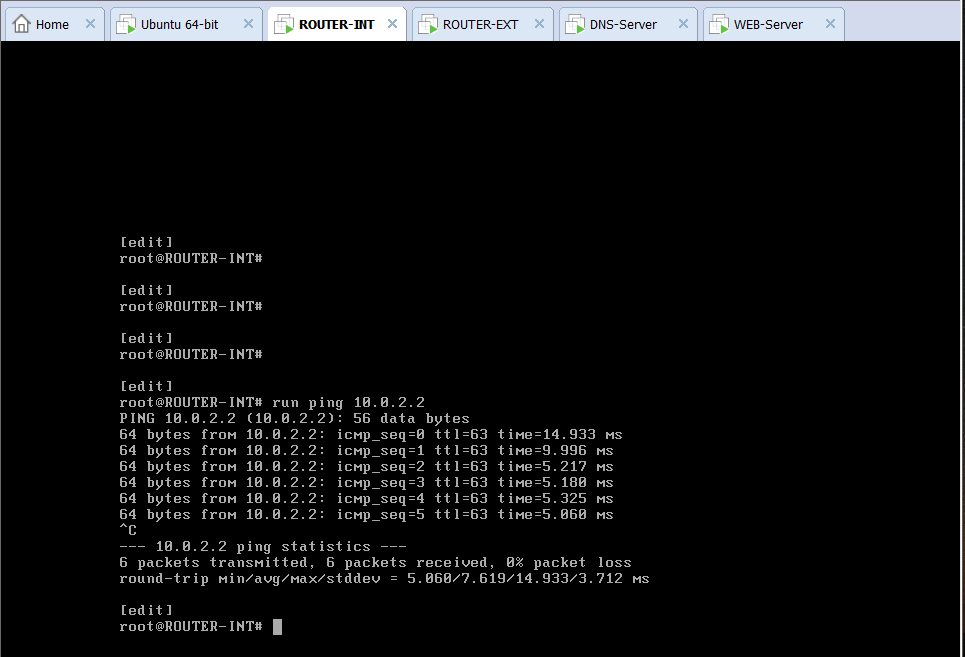 Home
Ubuntu 64-bit
ROUTER-INT
ROUTER-EXT
DNS-Server
WEB-Server
[edit]
root@ROUTER-INT#
[edit]
root@ROUTER-INT#
[edit]
root@ROUTER-INT#
[edit]
root@ROUTER-INT# run ping 10.0.2.2
PING 10.0.2.2 (10.0.2.2): 56 data bytes
64 bytes from 10.0.2.2: icmp_seq=0 ttl=63 time=14.933 ms
64 bytes from 10.0.2.2: icmp_seq=1 ttl=63 time=9.996 ms
64 bytes from 10.0.2.2: icmp_seq=2 ttl=63 time=5.217 ms
64 bytes from 10.0.2.2: icmp_seq=3 ttl=63 time=5.180 ms
64 bytes from 10.0.2.2: icmp_seq=4 ttl=63 time=5.325 ms
64 bytes from 10.0.2.2: icmp_seq=5 ttl=63 time=5.060 ms
^C
--- 10.0.2.2 ping statistics ---
6 packets transmitted, 6 packets received, 0% packet loss
round-trip min/avg/max/stddev = 5.060/7.619/14.933/3.712 ms
[edit]
root@ROUTER-INT#